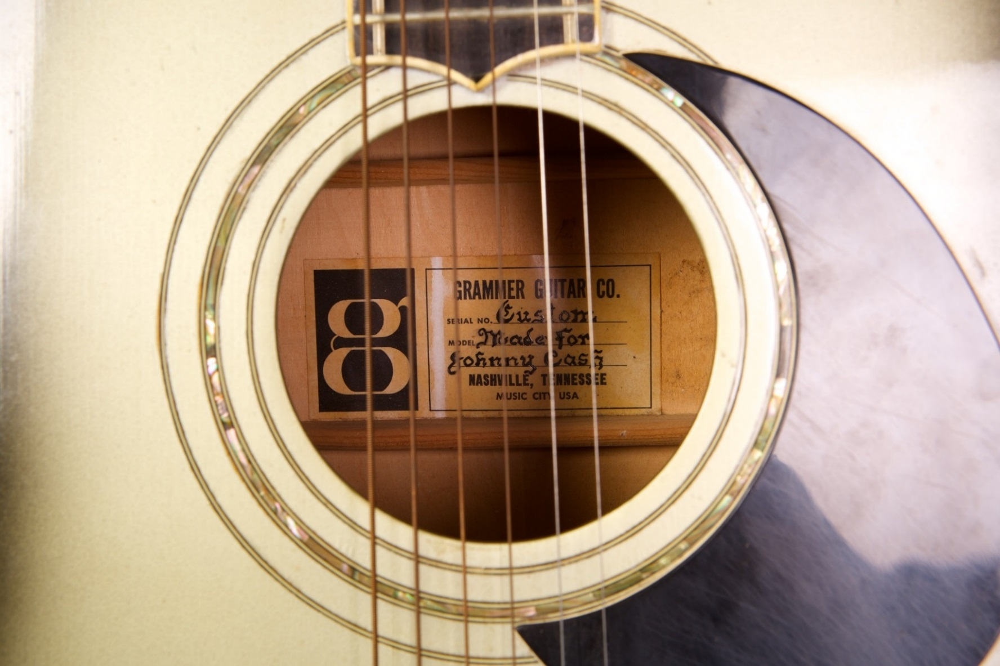 g
GRAMMER GUITAR CO.
SERIAL NO. Custom
MODEL Made for
Johnny Cash
NASHVILLE, TENNESSEE
MUSIC CITY USA